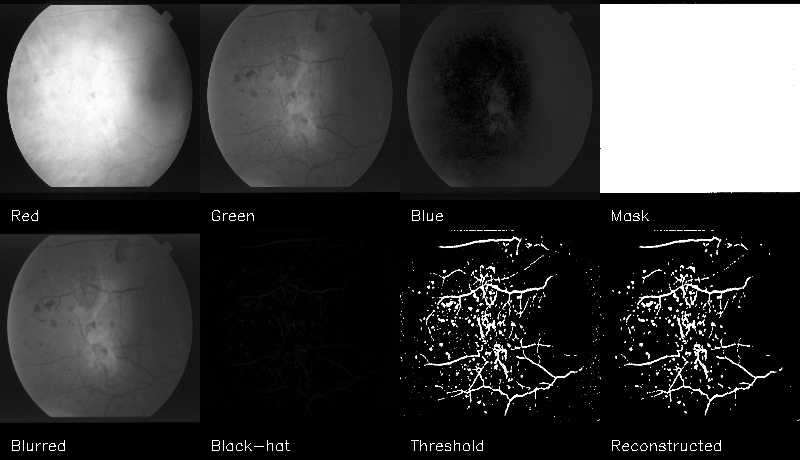 Red
Green
Blue
Mask
Blurred
Black-hat
Threshold
Reconstructed